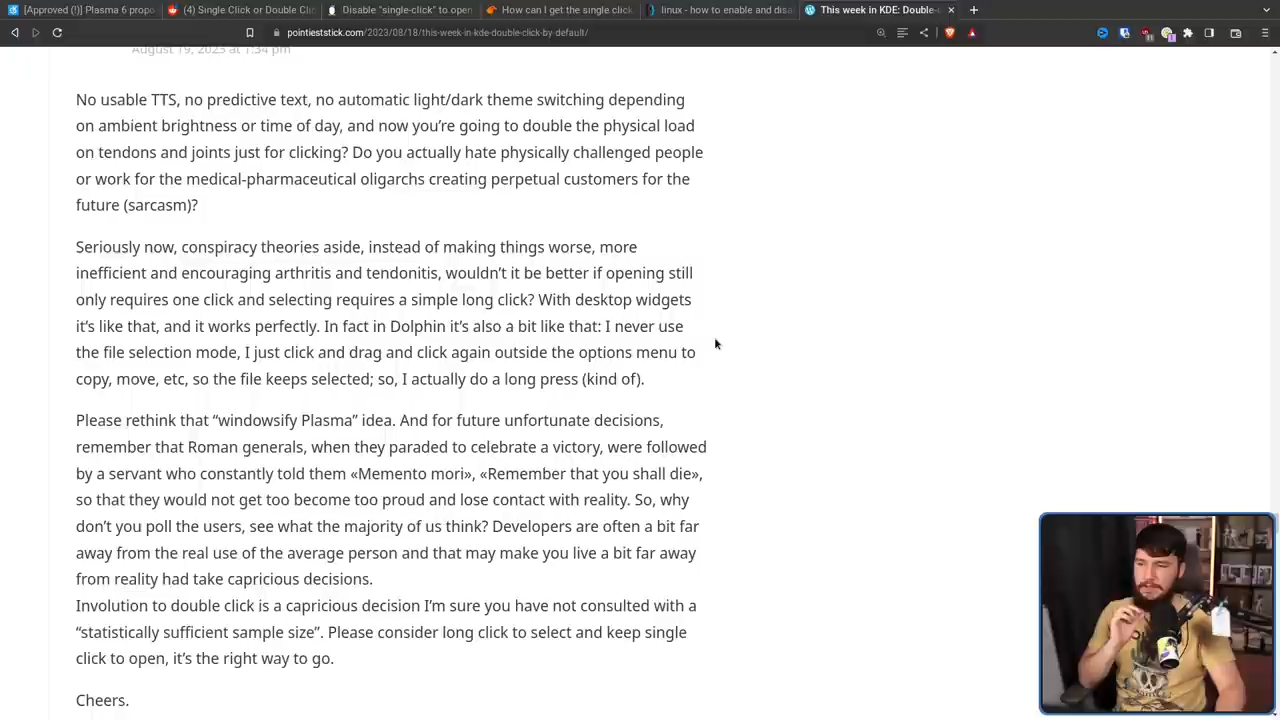 [Approved (!)] Plasma 6 propo
(4) Single Click or Double Clic
Disable "single-click" to open
How can I get the single click
linux - how to enable and disa
This week in KDE: Double-c
pointieststick.com/2023/08/18/this-week-in-kde-double-click-by-default/
August 19, 2023 at 1:34 pm
No usable TTS, no predictive text, no automatic light/dark theme switching depending
on ambient brightness or time of day, and now you’re going to double the physical load
on tendons and joints just for clicking? Do you actually hate physically challenged people
or work for the medical-pharmaceutical oligarchs creating perpetual customers for the
future (sarcasm)?
Seriously now, conspiracy theories aside, instead of making things worse, more
inefficient and encouraging arthritis and tendonitis, wouldn’t it be better if opening still
only requires one click and selecting requires a simple long click? With desktop widgets
it’s like that, and it works perfectly. In fact in Dolphin it’s also a bit like that: I never use
the file selection mode, I just click and drag and click again outside the options menu to
copy, move, etc, so the file keeps selected; so, I actually do a long press (kind of).
Please rethink that “windowsify Plasma” idea. And for future unfortunate decisions,
remember that Roman generals, when they paraded to celebrate a victory, were followed
by a servant who constantly told them «Memento mori», «Remember that you shall die»,
so that they would not get too become too proud and lose contact with reality. So, why
don’t you poll the users, see what the majority of us think? Developers are often a bit far
away from the real use of the average person and that may make you live a bit far away
from reality had take capricious decisions.
Involution to double click is a capricious decision I’m sure you have not consulted with a
“statistically sufficient sample size”. Please consider long click to select and keep single
click to open, it’s the right way to go.
Cheers.